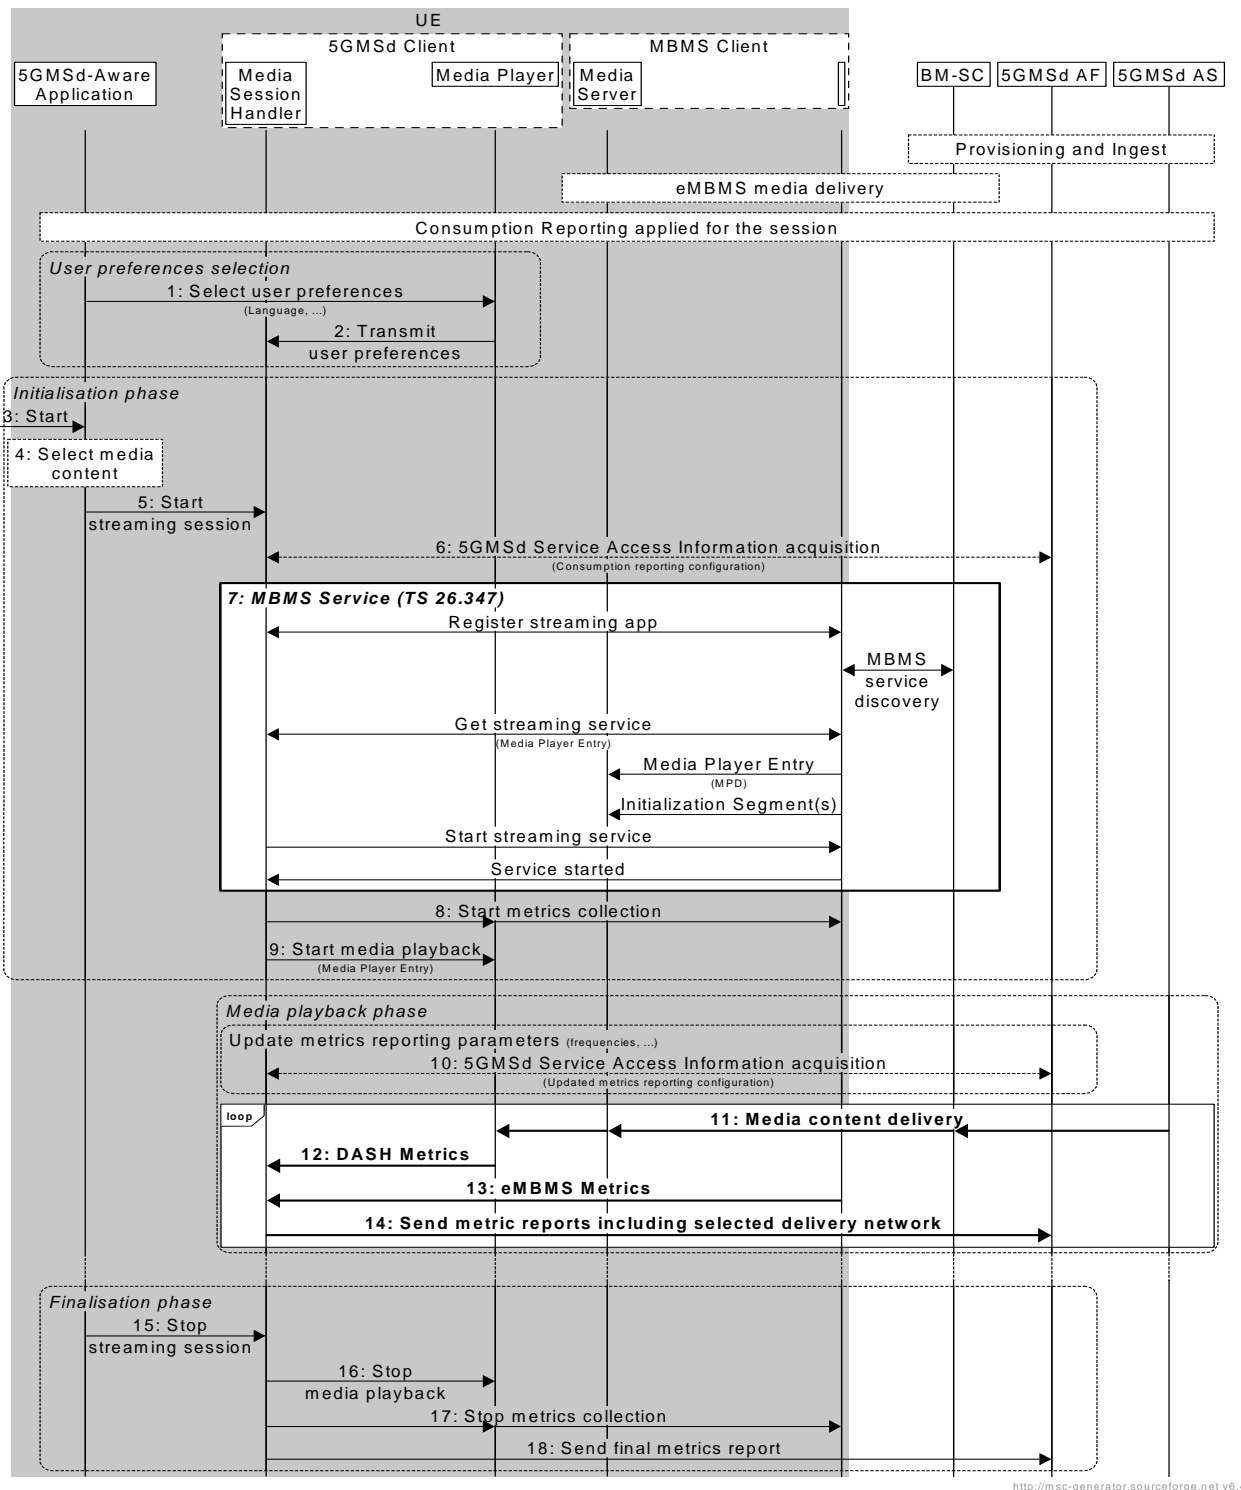 UE
5GMSd Client
MBMS Client
5GMSd-Aware
Application
Media
Session
Handler
Media Player
Media
Server
BM-SC
5GMSd AF
5GMSd AS
Provisioning and Ingest
eMBMS media delivery
Consumption Reporting applied for the session
User preferences selection
1: Select user preferences
(Language, ...)
2: Transmit
user preferences
Initialisation phase
3: Start
4: Select media
content
5: Start
streaming session
6: 5GMSd Service Access Information acquisition
(Consumption reporting configuration)
7: MBMS Service (TS 26.347)
Register streaming app
MBMS
service
discovery
Get streaming service
(Media Player Entry)
Media Player Entry
(MPD)
Initialization Segment(s)
Start streaming service
Service started
8: Start metrics collection
9: Start media playback
(Media Player Entry)
Media playback phase
Update metrics reporting parameters (frequencies, ...)
10: 5GMSd Service Access Information acquisition
(Updated metrics reporting configuration)
loop
11: Media content delivery
12: DASH Metrics
13: eMBMS Metrics
14: Send metric reports including selected delivery network
Finalisation phase
15: Stop
streaming session
16: Stop
media playback
17: Stop metrics collection
18: Send final metrics report
http://msc-generator.sourceforge.net v6.